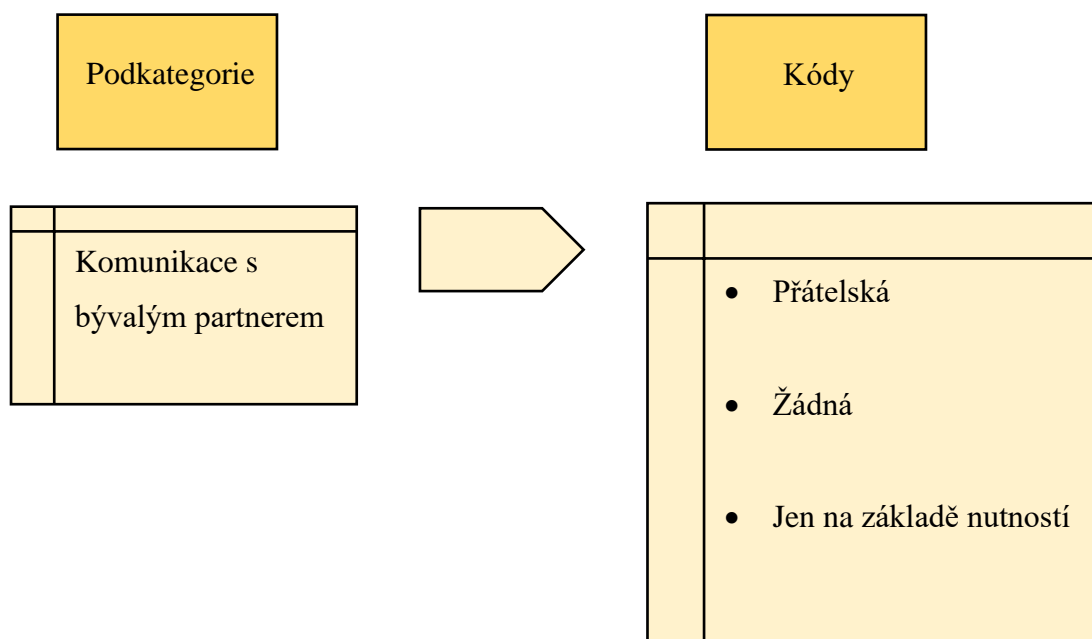 Podkategorie
Kódy
Komunikace s
bývalým partnerem
• Přátelská
• Žádná
• Jen na základě nutností